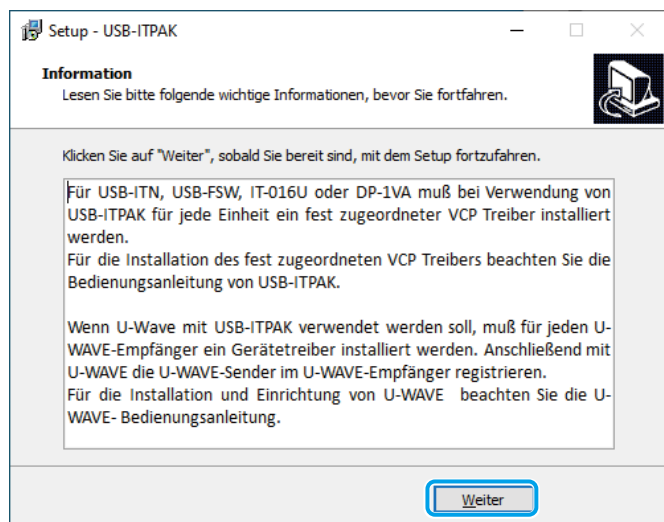 Setup - USB-ITPAK
Information
Lesen Sie bitte folgende wichtige Informationen, bevor Sie fortfahren.
Klicken Sie auf "Weiter", sobald Sie bereit sind, mit dem Setup fortzufahren.
Für USB-ITN, USB-FSW, IT-016U oder DP-1VA muß bei Verwendung von
USB-ITPAK für jede Einheit ein fest zugeordneter VCP Treiber installiert
werden.
Für die Installation des fest zugeordneten VCP Treibers beachten Sie die
Bedienungsanleitung von USB-ITPAK.
Wenn U-Wave mit USB-ITPAK verwendet werden soll, muß für jeden U-
WAVE-Empfänger ein Gerätetreiber installiert werden. Anschließend mit
U-WAVE die U-WAVE-Sender im U-WAVE-Empfänger registrieren.
Für die Installation und Einrichtung von U-WAVE beachten Sie die U-
WAVE- Bedienungsanleitung.
Weiter